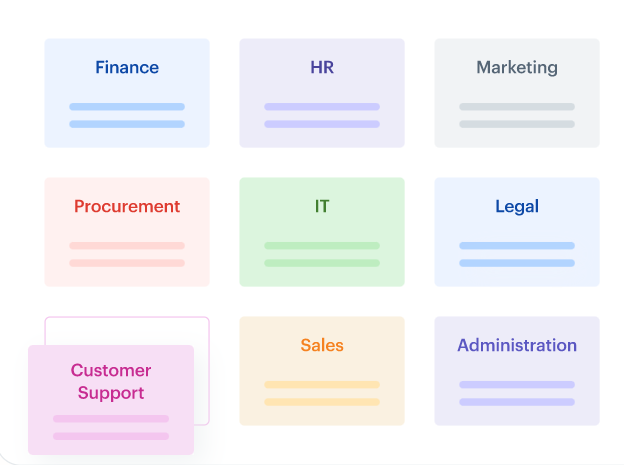 Finance
HR
Marketing
Procurement
IT
Legal
Customer
Support
Sales
Administration